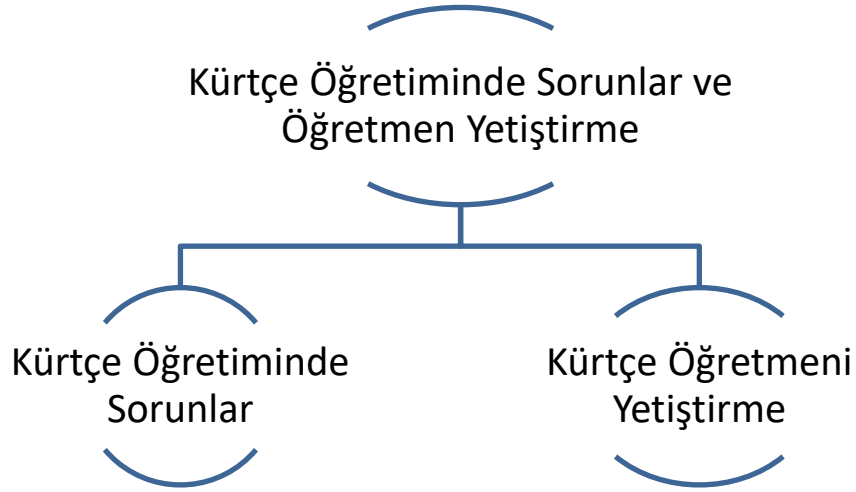 Kürtçe Öğretiminde Sorunlar ve
Öğretmen Yetiştirme
Kürtçe Öğretiminde
Sorunlar
Kürtçe Öğretmeni
Yetiştirme